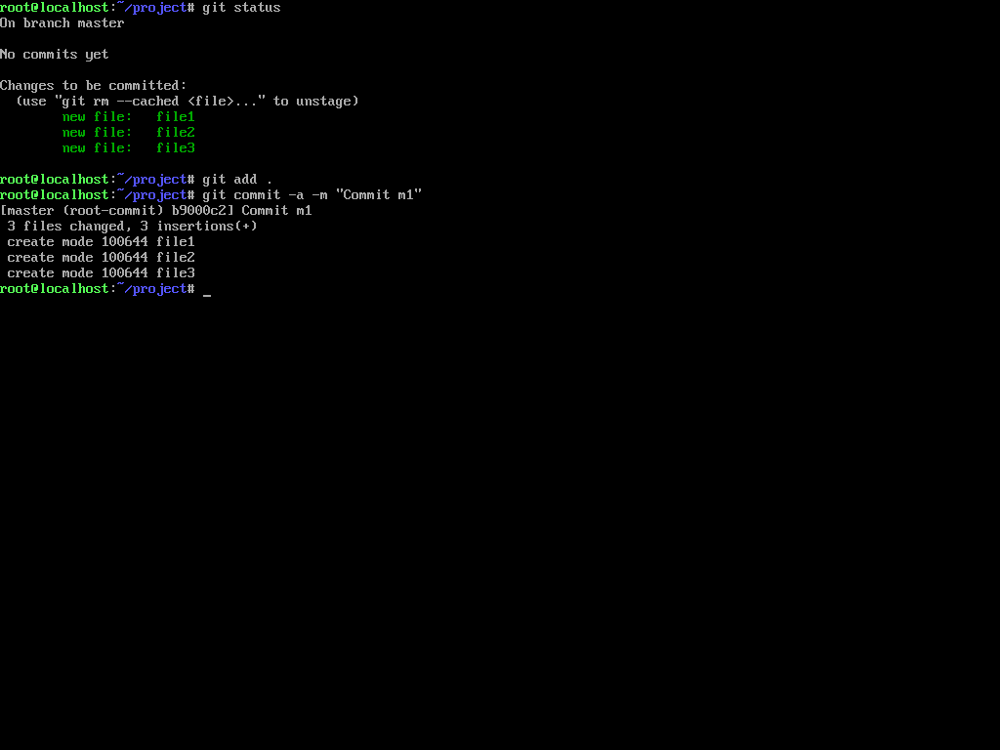 root@localhost:~/project# git status
On branch master

No commits yet

Changes to be committed:
  (use "git rm --cached <file>..." to unstage)
        new file:   file1
        new file:   file2
        new file:   file3

root@localhost:~/project# git add .
root@localhost:~/project# git commit -a -m "Commit m1"
[master (root-commit) b9000c2] Commit m1
 3 files changed, 3 insertions(+)
 create mode 100644 file1
 create mode 100644 file2
 create mode 100644 file3
root@localhost:~/project# _